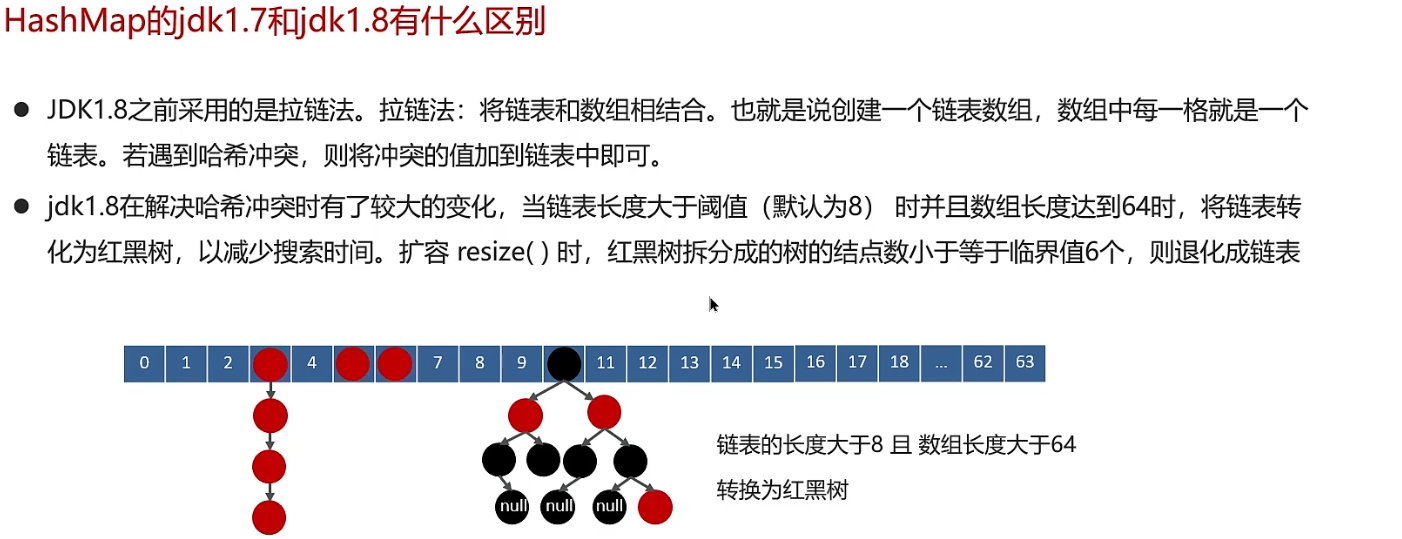 HashMap的jdk1.7和jdk1.8有什么区别
JDK1.8之前采用的是拉链法。拉链法：将链表和数组相结合。也就是说创建一个链表数组，数组中每一格就是一个
链表。若遇到哈希冲突，则将冲突的值加到链表中即可。
jdk1.8在解决哈希冲突时有了较大的变化，当链表长度大于阈值（默认为8） 时并且数组长度达到64时，将链表转
化为红黑树，以减少搜索时间。扩容 resize( ) 时，红黑树拆分成的树的结点数小于等于临界值6个，则退化成链表
0 1 2 4 7 8 9 11 12 13 14 15 16 17 18 ... 62 63
链表的长度大于8 且 数组长度大于64
转换为红黑树
null null null